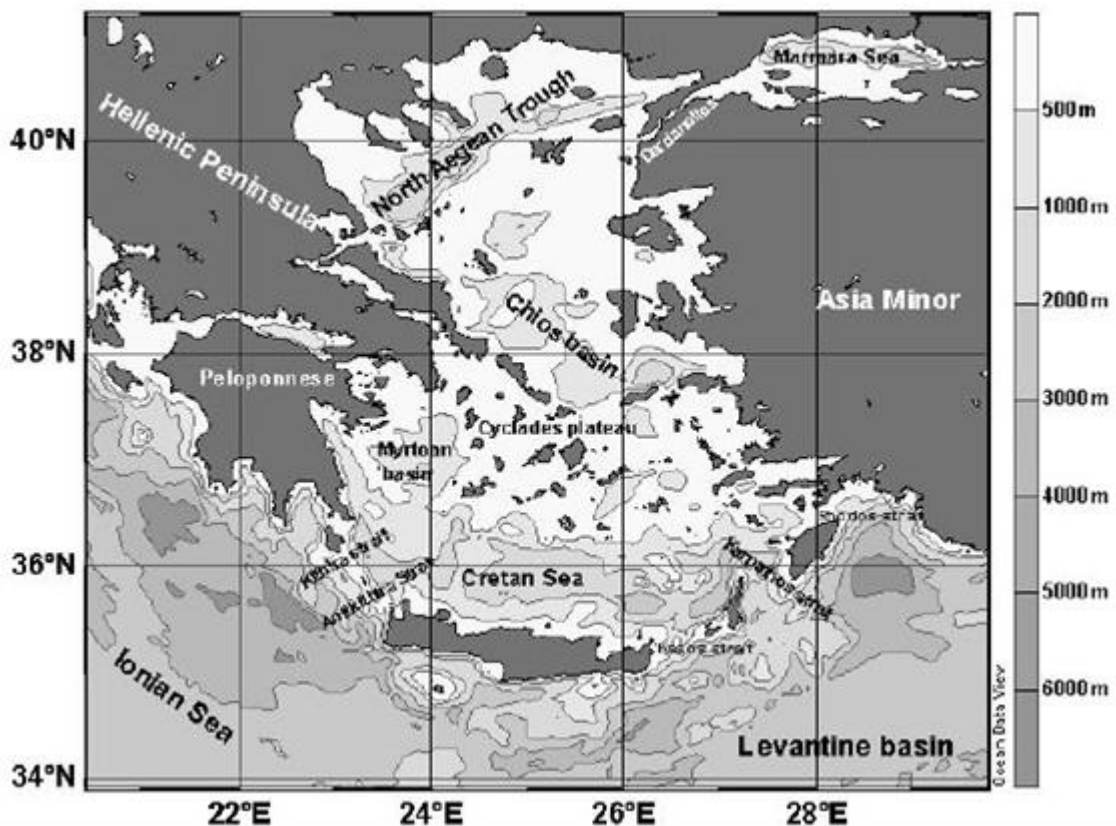 Marmara Sea
Hellenic Peninsula
North Aegean Trough
Dardanelles
40°N
500m
1000m
Asia Minor
2000m
Chios basin
38°N
Peloponnese
3000m
Cyclades plateau
Myrtoan
basin
4000m
Rhodos strait
Kithira strait
Antikithira Strait
36°N
Cretan Sea
Karpathos strait
5000m
Kasos strait
Ionian Sea
6000m
Levantine basin
Ocean Data View
34°N
22°E
24°E
26°E
28°E